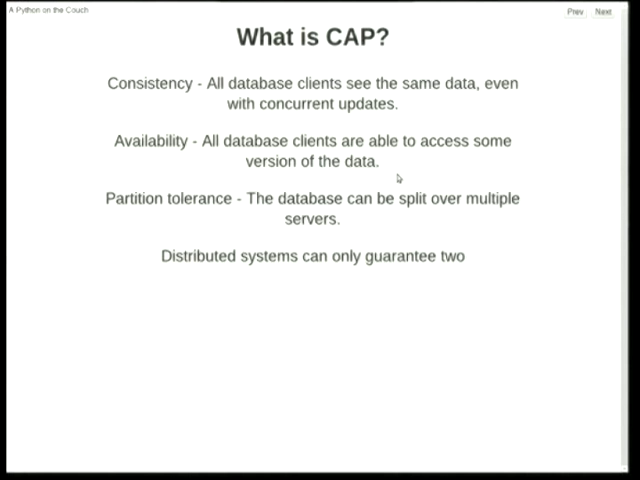 A Python on the Couch
Prev Next
What is CAP?
Consistency - All database clients see the same data, even
with concurrent updates.
Availability - All database clients are able to access some
version of the data.
Partition tolerance - The database can be split over multiple
servers.
Distributed systems can only guarantee two